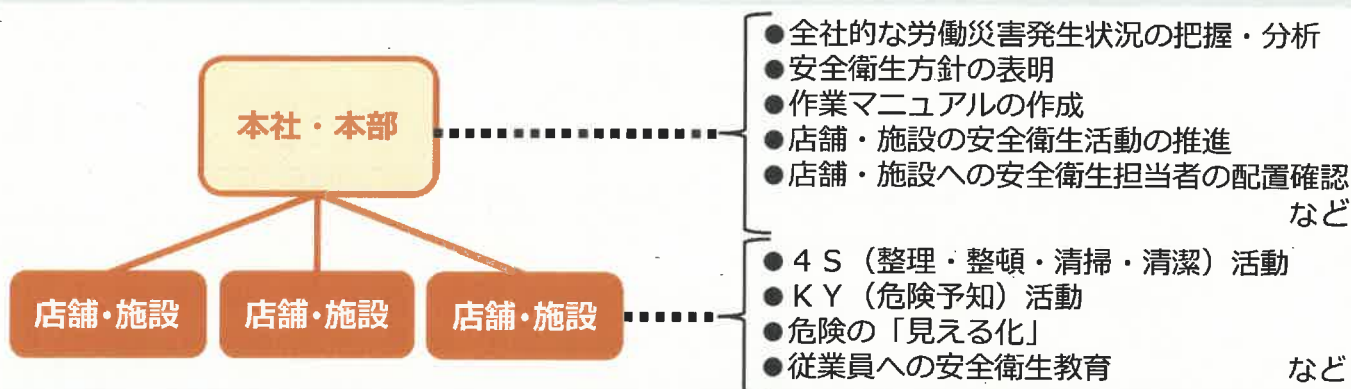 本社・本部
●全社的な労働災害発生状況の把握・分析
●安全衛生方針の表明
●作業マニュアルの作成
●店舗・施設の安全衛生活動の推進
●店舗・施設への安全衛生担当者の配置確認
など
店舗・施設
店舗・施設
店舗・施設
●４Ｓ（整理・整頓・清掃・清潔）活動
●ＫＹ（危険予知）活動
●危険の「見える化」
●従業員への安全衛生教育 など